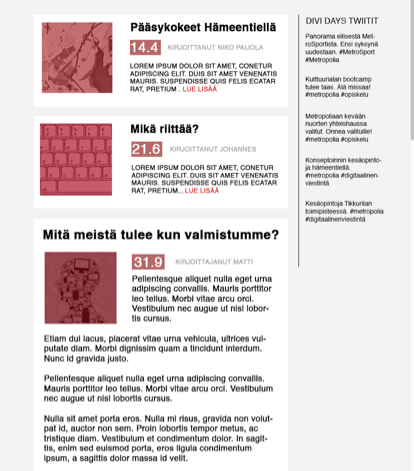 Pääsykokeet Hämeentiellä
14.4 KIRJOITTANUT NIKO PAIJOLA
LOREM IPSUM DOLOR SIT AMET, CONETUR
ADIPISCING ELIT. DUIS SIT AMET VENENATIS
MAURIS. SUSPENDISSE QUIS FELIS ECATAR
RAT, PRETIUM . LUE LISÄÄ
Mikä riittää?
21.6 KIRJOITTANUT JOHANNES
LOREM IPSUM DOLOR SIT AMET, CONETUR
ADIPISCING ELIT. DUIS SIT AMET VENENATIS
MAURIS. SUSPENDISSE QUIS FELIS ECATAR
RAT, PRETIUM... LUE LISÄÄ
Mitä meistä tulee kun valmistumme?
31.9 KIRJOITTAJANUT MATTI
Pellentesque aliquet nulla eget urna
adipiscing convallis. Mauris porttitor
leo tellus. Morbi vitae arcu orci.
Vestibulum nec augue ut nisl lobor-
tis cursus.
Etiam dui lacus, placerat vitae urna vehicula, ultrices vul-
putate diam. Morbi dignissim quam a tincidunt interdum.
Nunc id gravida justo.
Pellentesque aliquet nulla eget urna adipiscing convallis.
Mauris porttitor leo tellus. Morbi vitae arcu orci. Vestibulum
nec augue ut nisl lobortis cursus.
Nulla sit amet porta eros. Nulla mi risus, gravida non volut-
pat id, auctor non sem. Proin lobortis tempor metus, ac
tristique diam. Vestibulum et condimentum dolor. In sagit-
tis, enim sed euismod porta, eros ligula condimentum
ipsum, a sagittis dolor massa id velit.
DIVI DAYS TWIITIT
Panorama eilisestä Met-
roSportista. Ensi syksynä
uudestaan. #MetroSport
#Metropolia
Kulttuurialan bootcamp
tulee taas. Älä missaa!
#metropolia #opiskelu
Metropoliaan kevään
nuorten yhteishaussa
valitut. Onnea valituille!
#metropolia #opiskelu
Konseptoinnin kesäopinto-
ja hämeentiellä.
#metropolia #digitaalinen-
viestintä
Kesäopintoja Tikkurilan
toimipisteessä. #metropolia
#digitaalinenviestintä